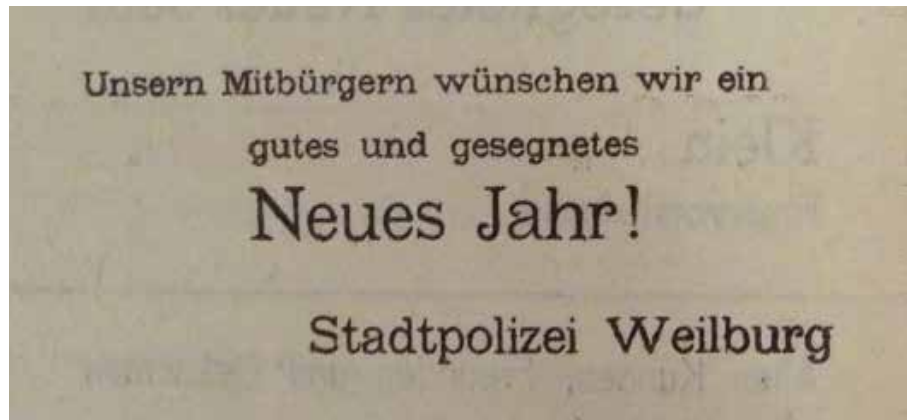 Unsern Mitbürgern wünschen wir ein
gutes und gesegnetes
Neues Jahr!
Stadtpolizei Weilburg